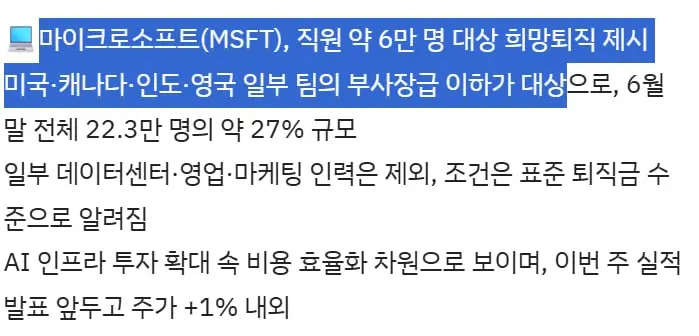 💻마이크로소프트(MSFT), 직원 약 6만 명 대상 희망퇴직 제시
미국·캐나다·인도·영국 일부 팀의 부사장급 이하가 대상으로, 6월
말 전체 22.3만 명의 약 27% 규모
일부 데이터센터·영업·마케팅 인력은 제외, 조건은 표준 퇴직금 수
준으로 알려짐
AI 인프라 투자 확대 속 비용 효율화 차원으로 보이며, 이번 주 실적
발표 앞두고 주가 +1% 내외